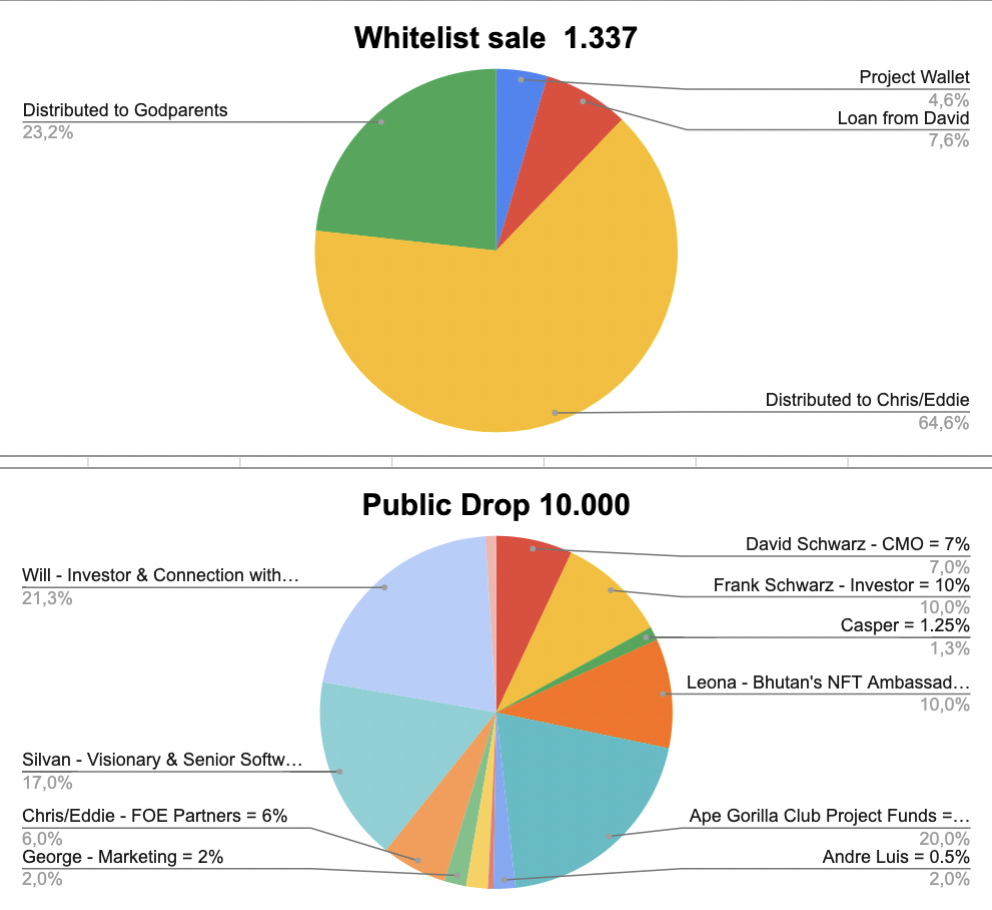 Whitelist sale 1.337
Project Wallet
4,6%
Loan from David
7,6%
Distributed to Godparents
23,2%
Distributed to Chris/Eddie
64,6%
Public Drop 10.000
David Schwarz - CMO = 7%
7,0%
Frank Schwarz - Investor = 10%
10,0%
Casper = 1.25%
1,3%
Leona - Bhutan's NFT Ambassad…
10,0%
Ape Gorilla Club Project Funds =…
20,0%
Andre Luis = 0.5%
2,0%
Will - Investor & Connection with…
21,3%
Silvan - Visionary & Senior Softw…
17,0%
Chris/Eddie - FOE Partners = 6%
6,0%
George - Marketing = 2%
2,0%